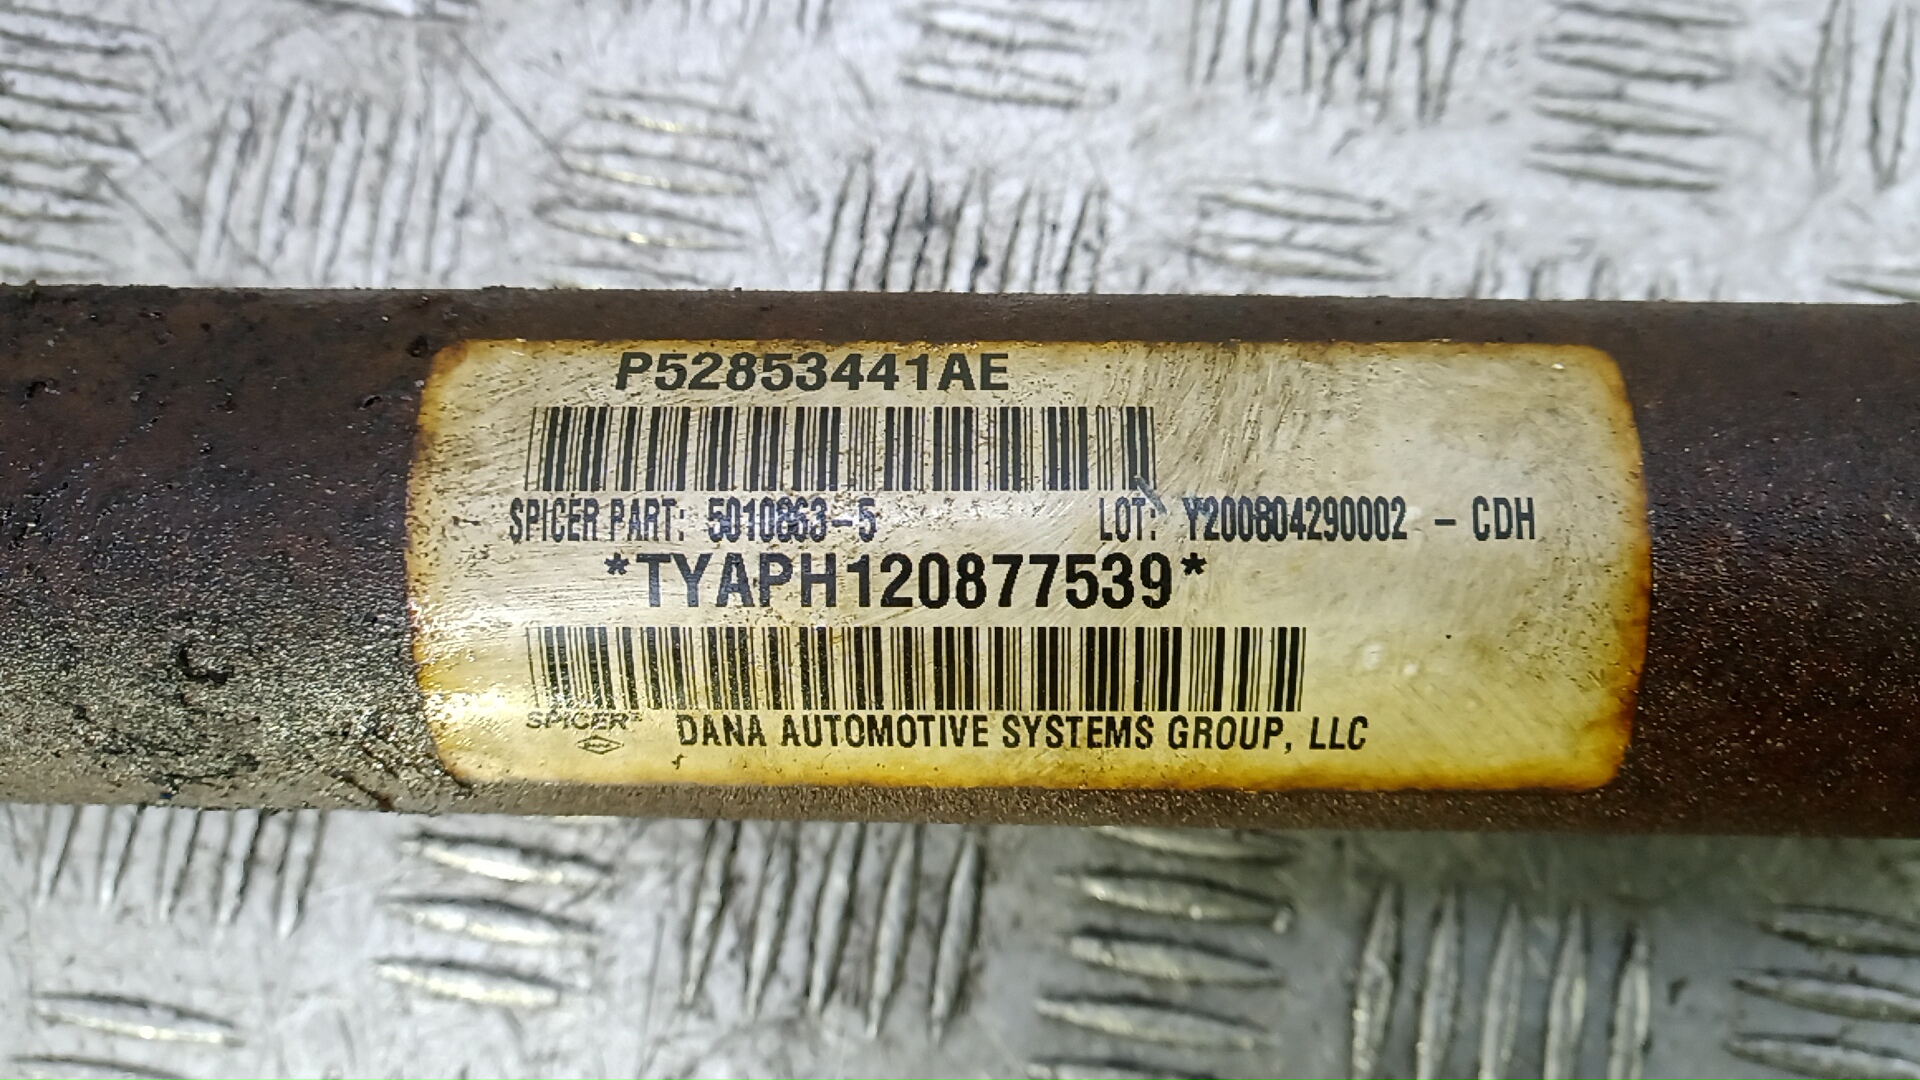 P52853441AE
SPICER PART: 5010863-5 LOT: Y200804290002 - CDH
*TYAPH120877539*
SPICER
DANA AUTOMOTIVE SYSTEMS GROUP, LLC